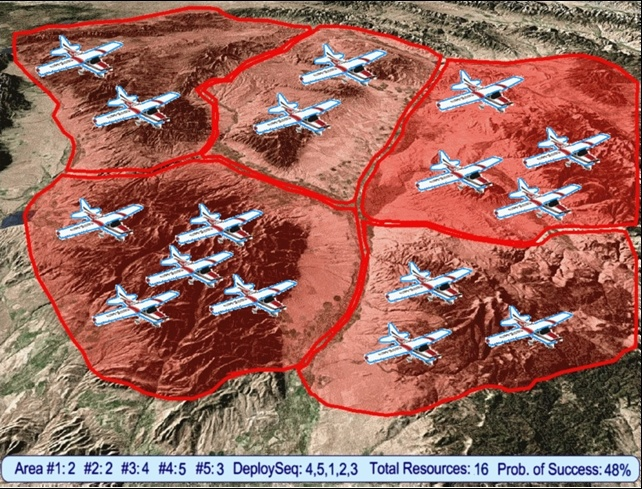 Area #1: 2 #2: 2 #3: 4 #4: 5 #5: 3 DeploySeq: 4,5,1,2,3 Total Resources: 16 Prob. of Success: 48%